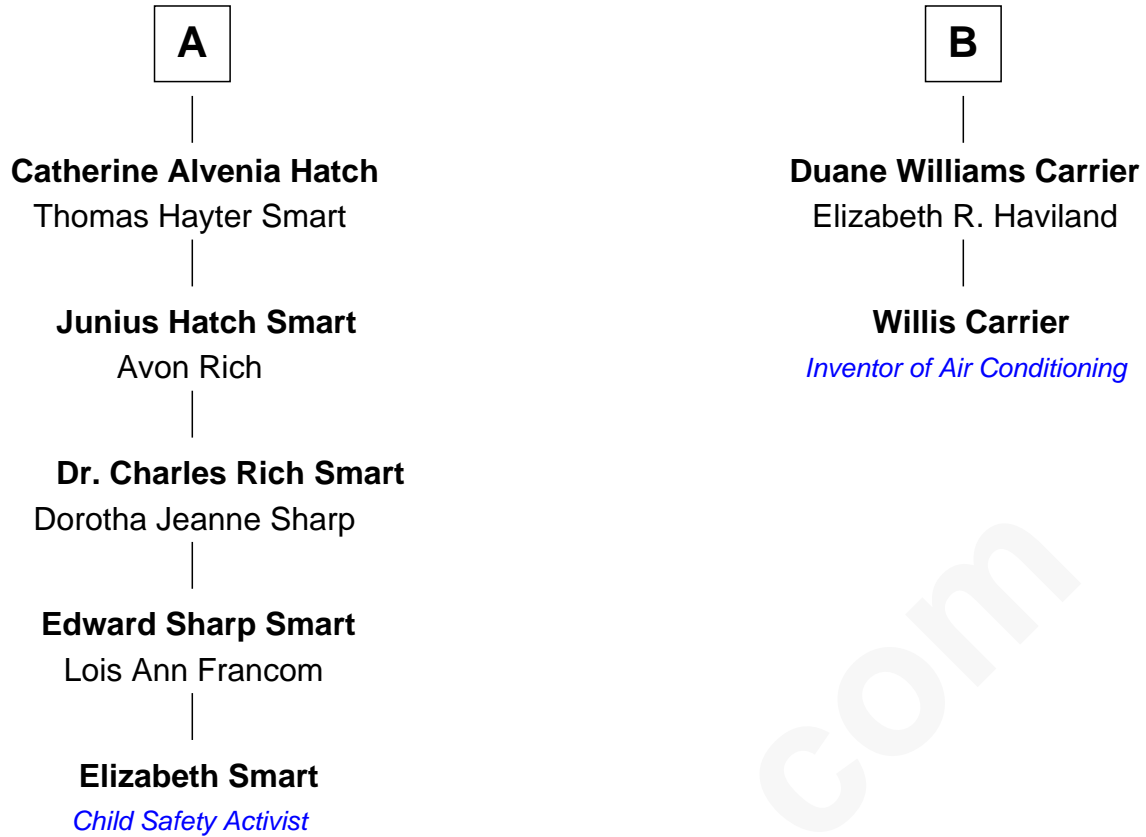 A
Catherine Alvenia Hatch
Thomas Hayter Smart
Junius Hatch Smart
Avon Rich
Dr. Charles Rich Smart
Dorotha Jeanne Sharp
Edward Sharp Smart
Lois Ann Francom
Elizabeth Smart
Child Safety Activist
B
Duane Williams Carrier
Elizabeth R. Haviland
Willis Carrier
Inventor of Air Conditioning
com